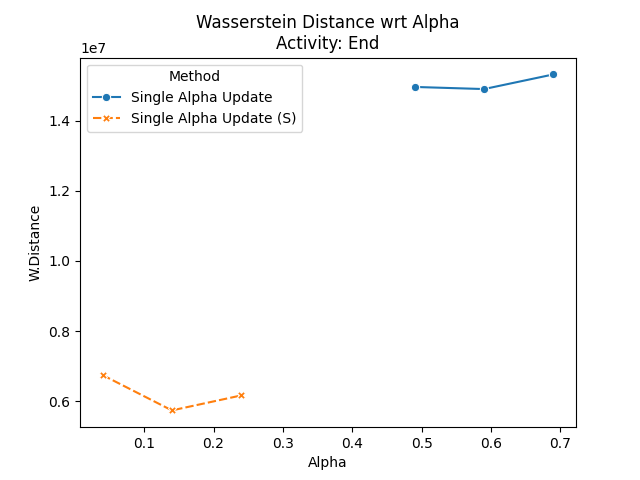 Wasserstein Distance wrt Alpha
Activity: End
1e7
Method
Single Alpha Update
Single Alpha Update (S)
1.4
1.2
1.0
0.8
0.6
W.Distance
0.1 0.2 0.3 0.4 0.5 0.6 0.7
Alpha